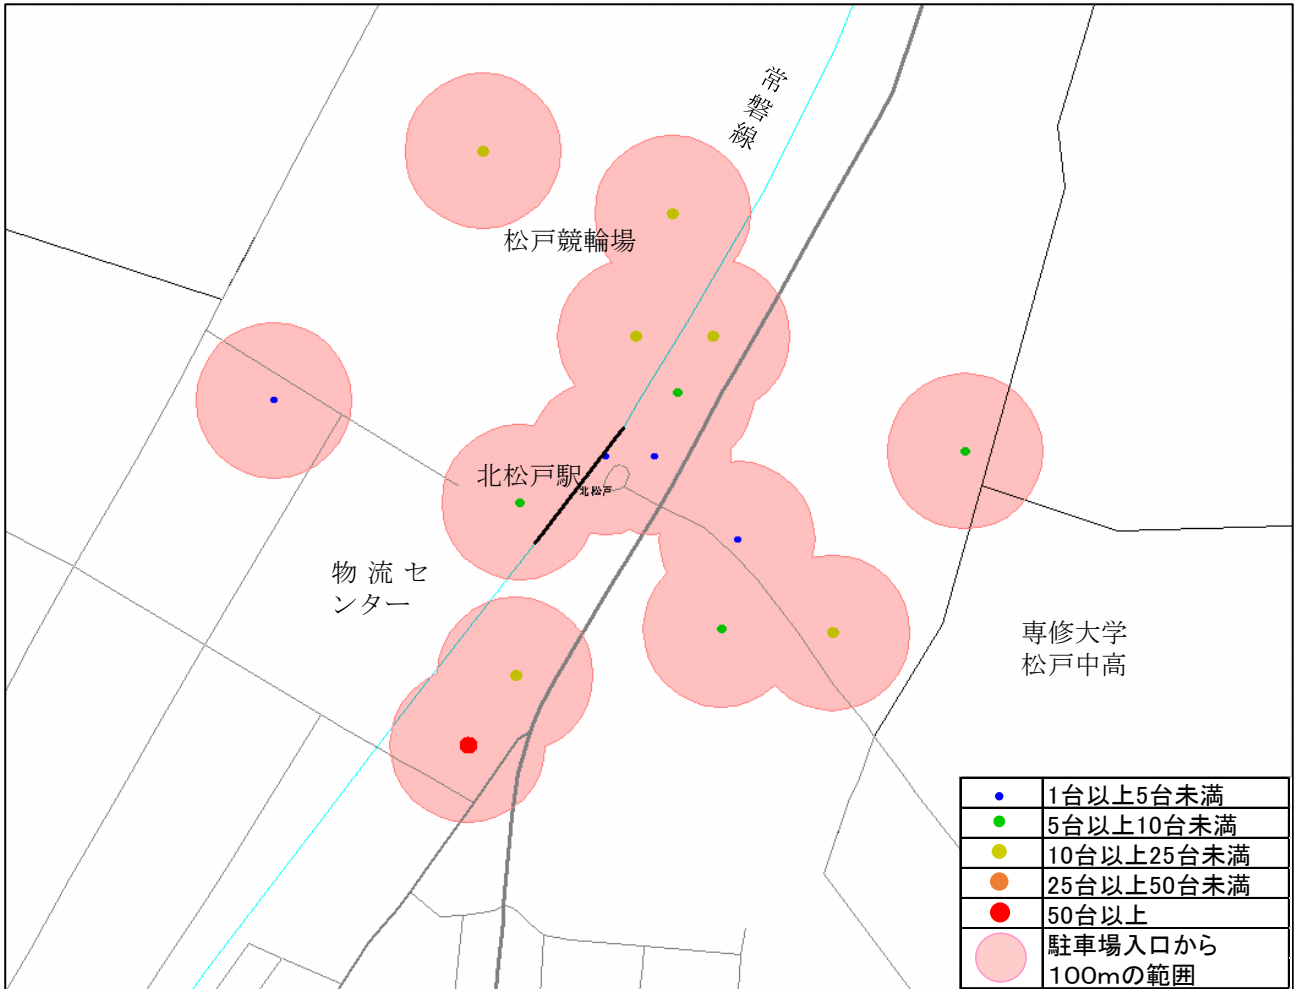 常磐線
松戸競輪場
北松戸駅
北松戸
物流セ
ンター
専修大学
松戸中高
1台以上5台未満
5台以上10台未満
10台以上25台未満
25台以上50台未満
50台以上
駐車場入口から
100mの範囲